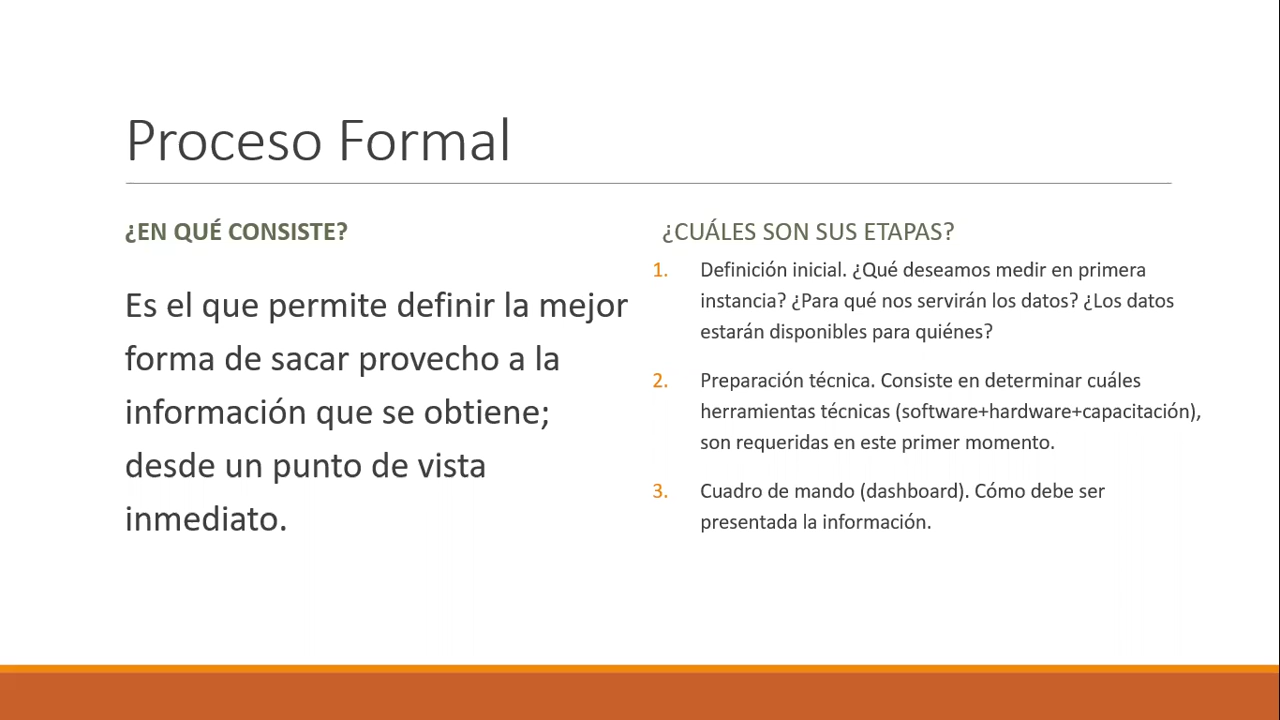 Proceso Formal
¿EN QUÉ CONSISTE?
Es el que permite definir la mejor
forma de sacar provecho a la
información que se obtiene;
desde un punto de vista
inmediato.
¿CUÁLES SON SUS ETAPAS?
1. Definición inicial. ¿Qué deseamos medir en primera
instancia? ¿Para qué nos servirán los datos? ¿Los datos
estarán disponibles para quiénes?
2. Preparación técnica. Consiste en determinar cuáles
herramientas técnicas (software+hardware+capacitación),
son requeridas en este primer momento.
3. Cuadro de mando (dashboard). Cómo debe ser
presentada la información.